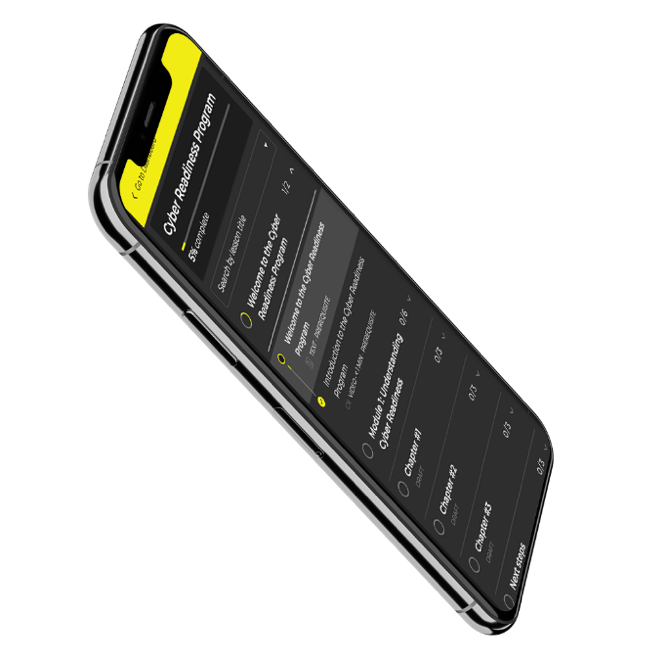 < Go to Dashboard
Cyber Readiness Program
5% complete
Search by lesson title
Welcome to the Cyber
Readiness Program
1/2
Welcome to the Cyber Readiness
Program
TEXT · PREREQUISITE
Introduction to the Cyber Readiness
Program
VIDEO · <1 MIN · PREREQUISITE
Module 1: Understanding
Cyber Readiness
0/6
Chapter #1
DRAFT
0/3
Chapter #2
DRAFT
0/3
Chapter #3
DRAFT
0/3
Next steps
0/3